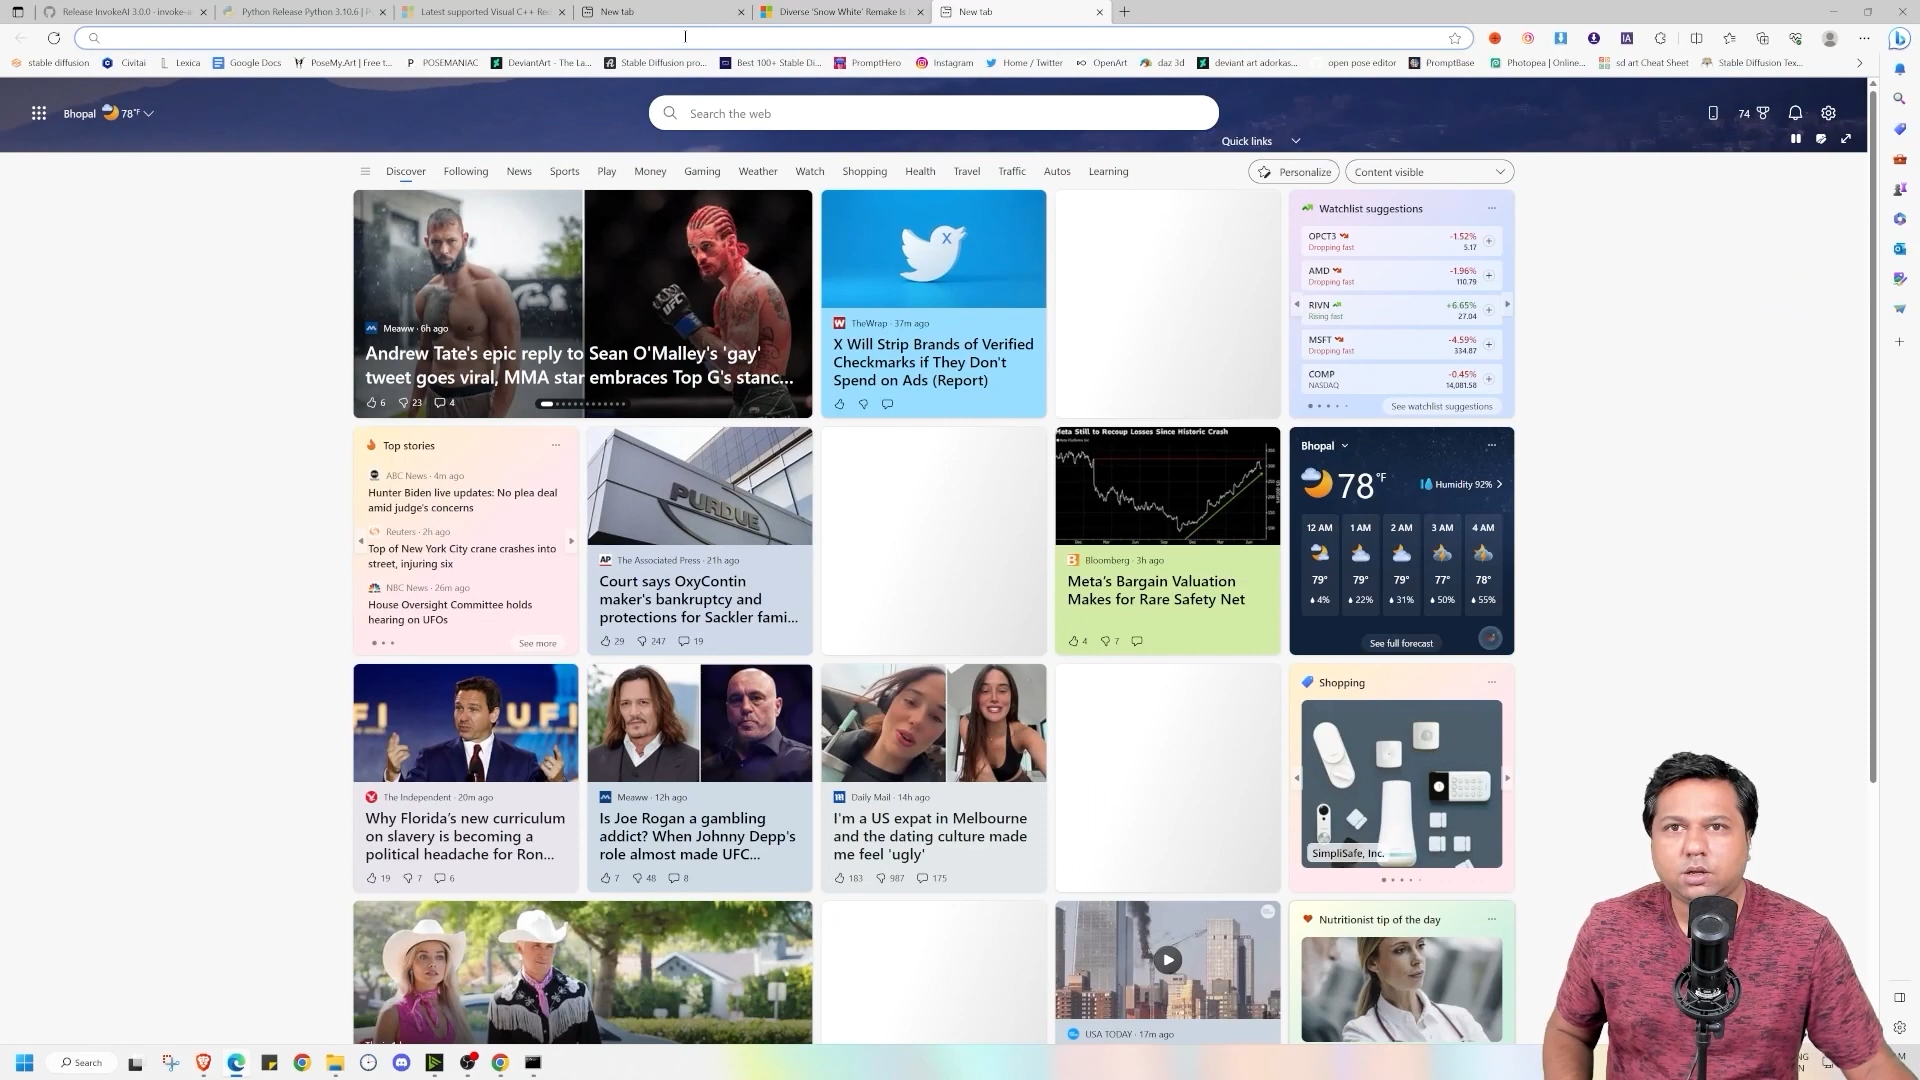 Release InvokeAI 3.0.0 · invoke-a
Python Release Python 3.10.6 | P
Latest supported Visual C++ Re
New tab
Diverse 'Snow White' Remake Is
New tab
stable diffusion
Civitai
Lexica
Google Docs
PoseMy.Art | Free t...
POSEMANIAC
DeviantArt - The La...
Stable Diffusion pro...
Best 100+ Stable Di...
PromptHero
Instagram
Home / Twitter
OpenArt
daz 3d
deviant art adorkas...
open pose editor
PromptBase
Photopea | Online...
sd art Cheat Sheet
Stable Diffusion Tex...
Bhopal
78°F
Search the web
74
Quick links
Discover
Following
News
Sports
Play
Money
Gaming
Weather
Watch
Shopping
Health
Travel
Traffic
Autos
Learning
Personalize
Content visible
UFC
Meaww · 6h ago
Andrew Tate's epic reply to Sean O'Malley's 'gay'
tweet goes viral, MMA star embraces Top G's stanc...
6 23 4
X
TheWrap · 37m ago
X Will Strip Brands of Verified
Checkmarks if They Don't
Spend on Ads (Report)
Watchlist suggestions
OPCT3 -1.52%
Dropping fast 5.17
AMD -1.96%
Dropping fast 110.79
RIVN +6.65%
Rising fast 27.04
MSFT -4.59%
Dropping fast 334.87
COMP -0.45%
NASDAQ 14,081.58
See watchlist suggestions
Top stories
ABC News · 4m ago
Hunter Biden live updates: No plea deal
amid judge's concerns
Reuters · 2h ago
Top of New York City crane crashes into
street, injuring six
NBC News · 26m ago
House Oversight Committee holds
hearing on UFOs
See more
PURDUE
AP The Associated Press · 21h ago
Court says OxyContin
maker's bankruptcy and
protections for Sackler fami...
29 247 19
Meta Still to Recoup Losses Since Historic Crash
Bloomberg · 3h ago
Meta's Bargain Valuation
Makes for Rare Safety Net
4 7
Bhopal
78°F
Humidity 92%
12 AM 1 AM 2 AM 3 AM 4 AM
79° 79° 79° 77° 78°
4% 22% 31% 50% 55%
See full forecast
The Independent · 20m ago
Why Florida's new curriculum
on slavery is becoming a
political headache for Ron...
19 7 6
Meaww · 12h ago
Is Joe Rogan a gambling
addict? When Johnny Depp's
role almost made UFC...
7 48 8
Daily Mail · 14h ago
I'm a US expat in Melbourne
and the dating culture made
me feel 'ugly'
183 987 175
Shopping
SimpliSafe, Inc.
USA TODAY · 17m ago
Nutritionist tip of the day
Search